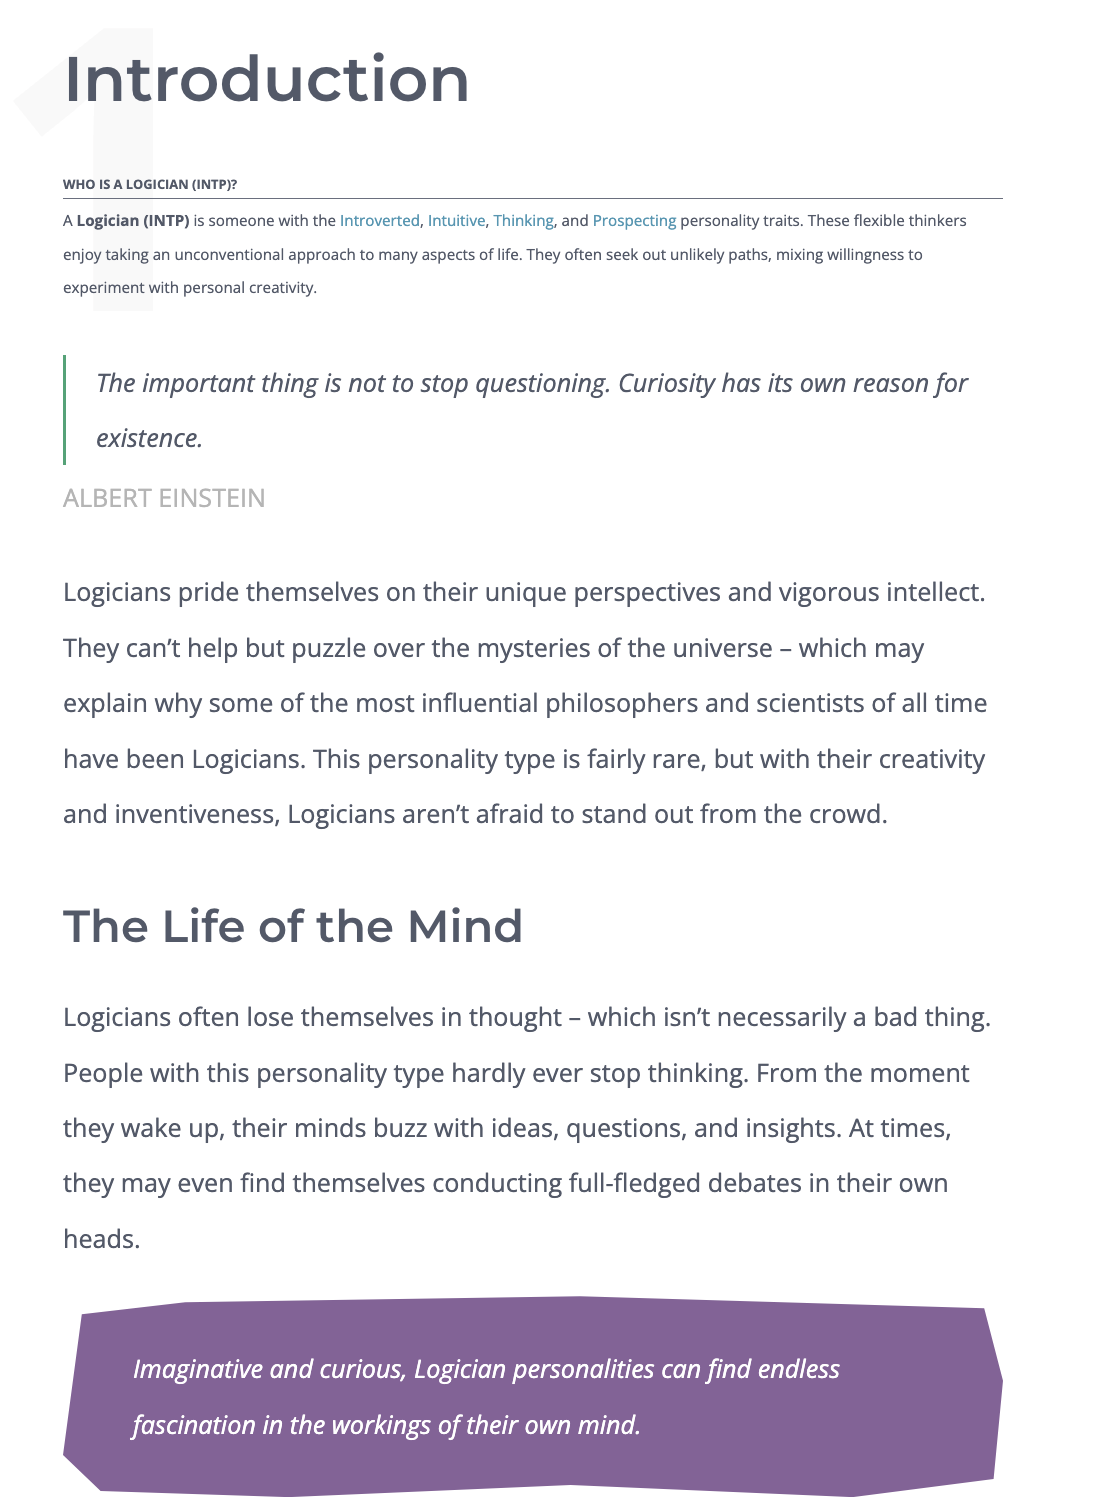 1
Introduction
WHO IS A LOGICIAN (INTP)?
A Logician (INTP) is someone with the Introverted, Intuitive, Thinking, and Prospecting personality traits. These flexible thinkers
enjoy taking an unconventional approach to many aspects of life. They often seek out unlikely paths, mixing willingness to
experiment with personal creativity.
The important thing is not to stop questioning. Curiosity has its own reason for
existence.
ALBERT EINSTEIN
Logicians pride themselves on their unique perspectives and vigorous intellect.
They can’t help but puzzle over the mysteries of the universe – which may
explain why some of the most influential philosophers and scientists of all time
have been Logicians. This personality type is fairly rare, but with their creativity
and inventiveness, Logicians aren’t afraid to stand out from the crowd.
The Life of the Mind
Logicians often lose themselves in thought – which isn’t necessarily a bad thing.
People with this personality type hardly ever stop thinking. From the moment
they wake up, their minds buzz with ideas, questions, and insights. At times,
they may even find themselves conducting full-fledged debates in their own
heads.
Imaginative and curious, Logician personalities can find endless
fascination in the workings of their own mind.